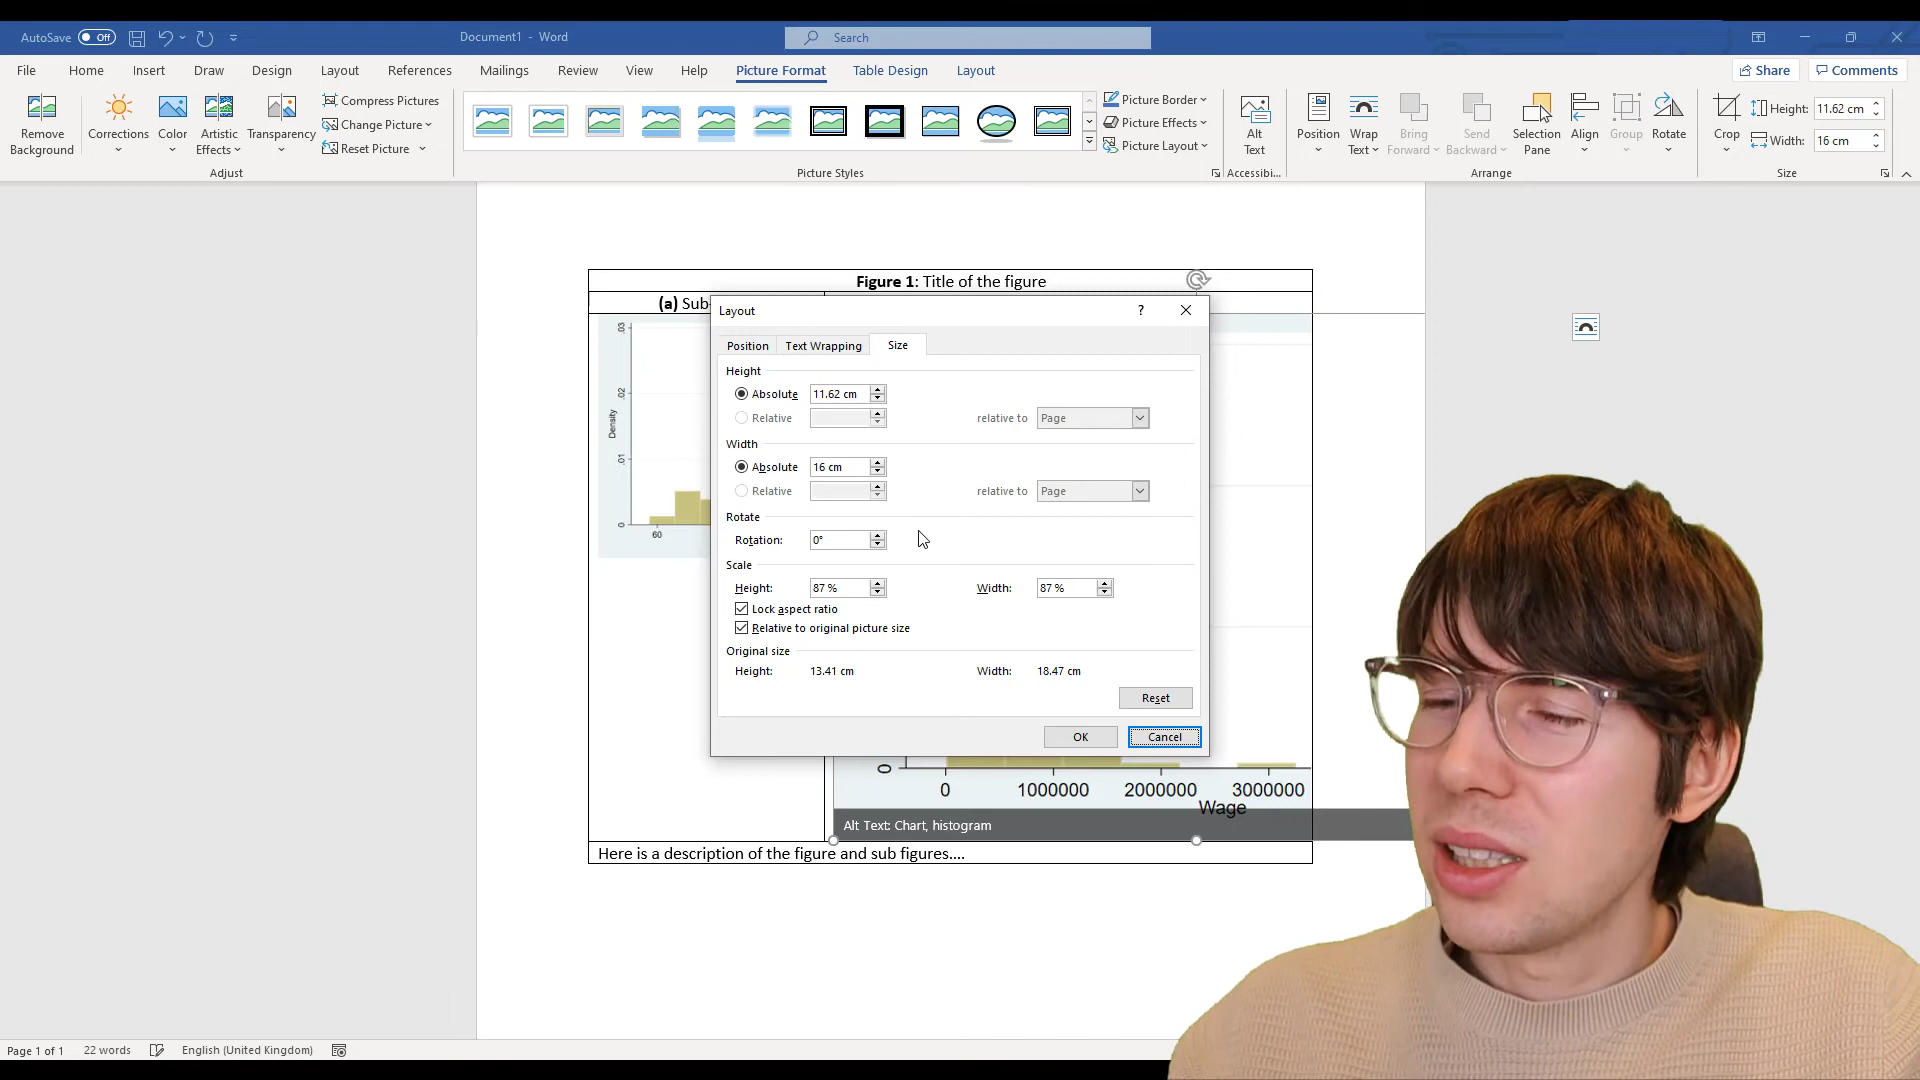 AutoSave Off Document1 - Word Search
File Home Insert Draw Design Layout References Mailings Review View Help Picture Format Table Design Layout Share Comments
Remove Background
Corrections
Color
Artistic Effects
Transparency
Compress Pictures
Change Picture
Reset Picture
Adjust
Picture Styles
Picture Border
Picture Effects
Picture Layout
Alt Text
Accessibi...
Position
Wrap Text
Bring Forward
Send Backward
Selection Pane
Align
Group
Rotate
Arrange
Crop
Height: 11.62 cm
Width: 16 cm
Size
Figure 1: Title of the figure
(a) Sub
Layout ?
Position Text Wrapping Size
Height
Absolute 11.62 cm
Relative relative to Page
Width
Absolute 16 cm
Relative relative to Page
Rotate
Rotation: 0°
Scale
Height: 87 % Width: 87 %
Lock aspect ratio
Relative to original picture size
Original size
Height: 13.41 cm Width: 18.47 cm
Reset
OK Cancel
.03
.02
Density
.01
0
60
0
0 1000000 2000000 3000000
Wage
Alt Text: Chart, histogram
Here is a description of the figure and sub figures....
Page 1 of 1 22 words English (United Kingdom)